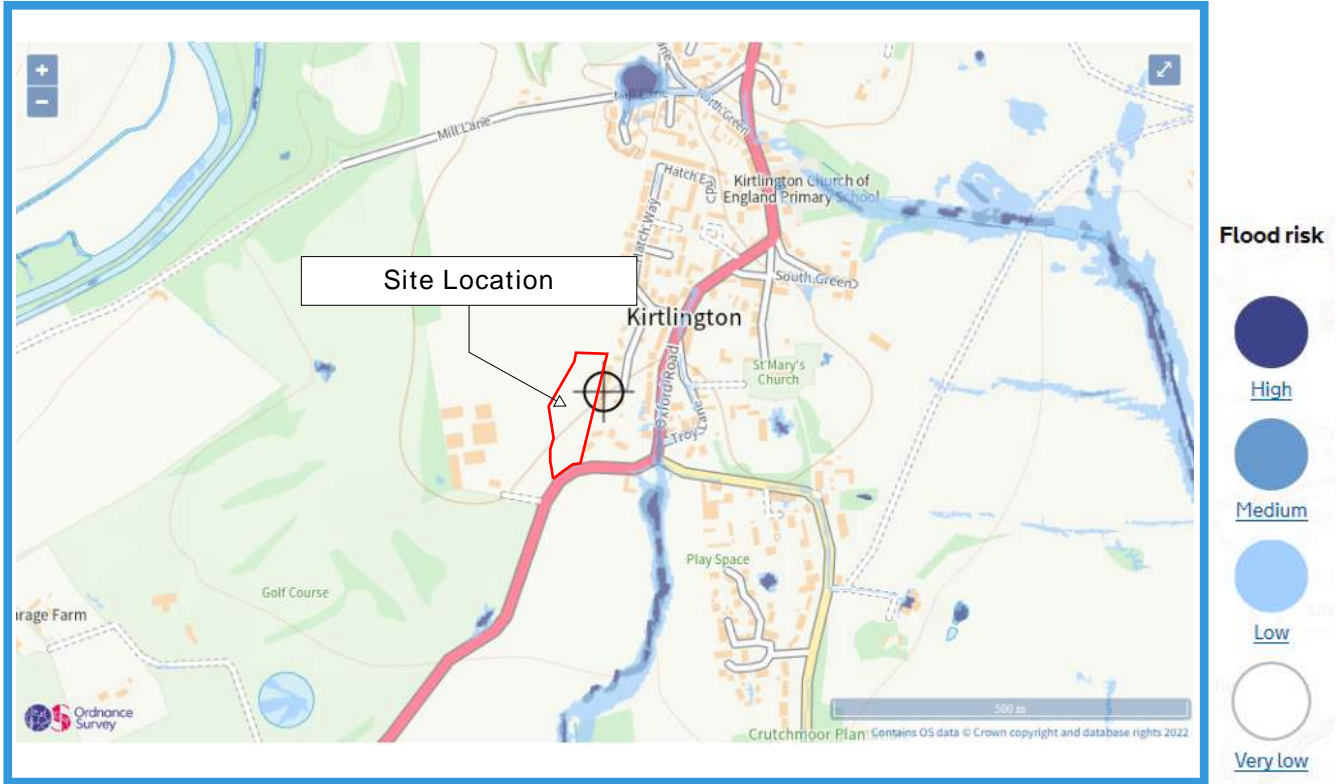 +
−
Mill Lane
Mill Lane
North Green
Hatch End
Hatch Way
Kirtlington Church of
England Primary School
South Green
Site Location
Kirtlington
St Mary's
Church
Oxford Road
Troy Lane
Play Space
Golf Course
arage Farm
Ordnance
Survey
500 m
Crutchmoor Plan
Contains OS data © Crown copyright and database rights 2022
Flood risk
High
Medium
Low
Very low